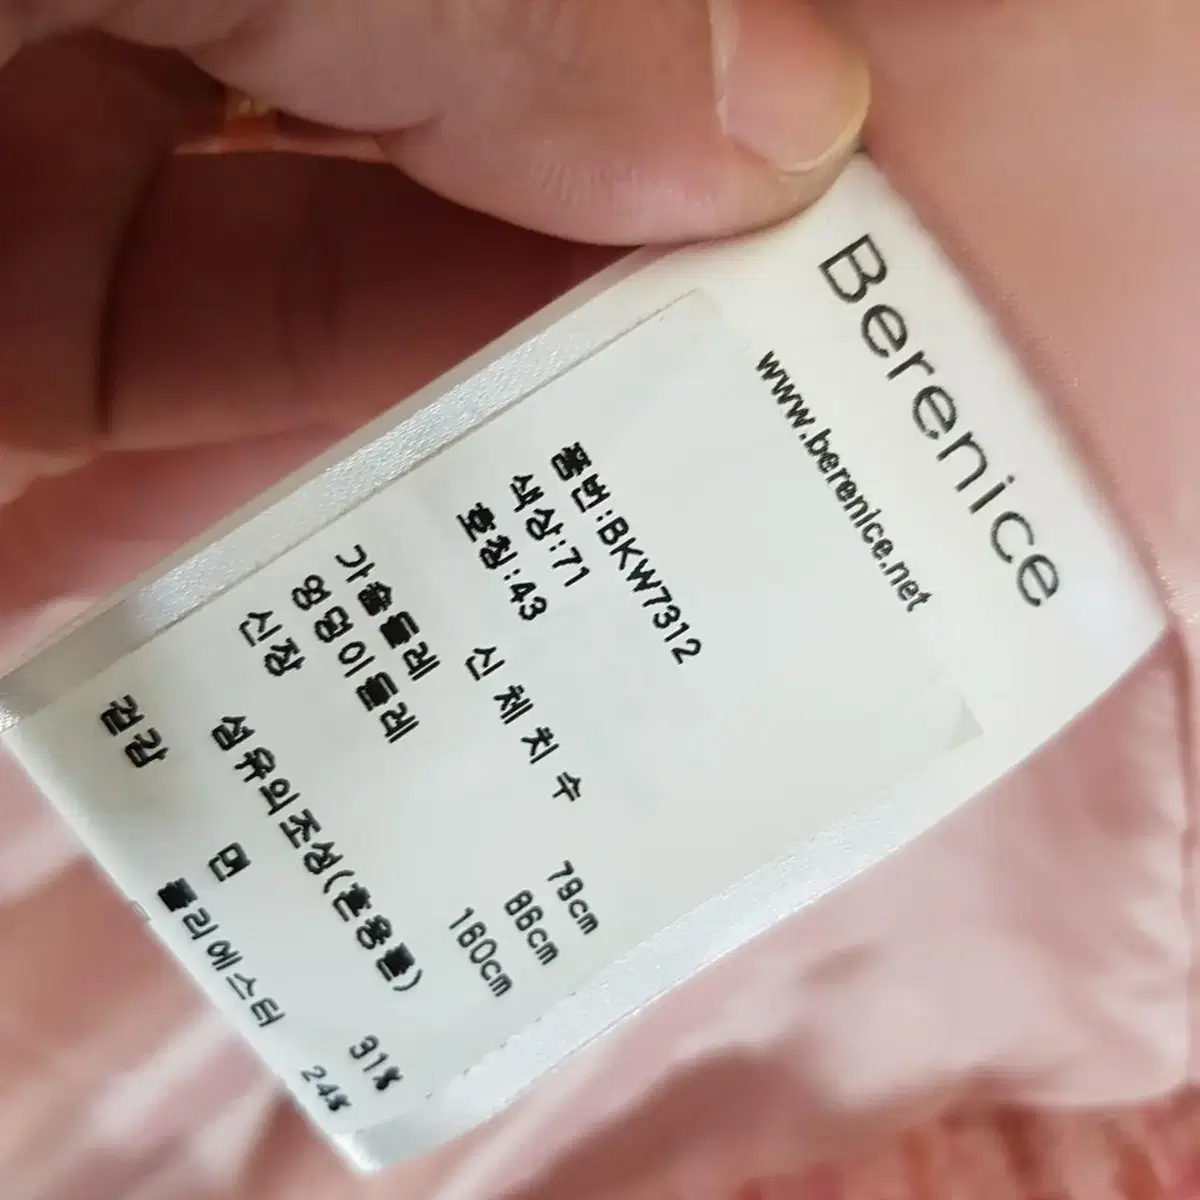 Berenice
www.berenice.net
품번:BKW7312
색상:71
호칭:43
신 체 치 수
가슴둘레 79cm
엉덩이둘레 86cm
신장 160cm
섬유의조성(혼용률)
겉감 면 31%
폴리에스터 24%